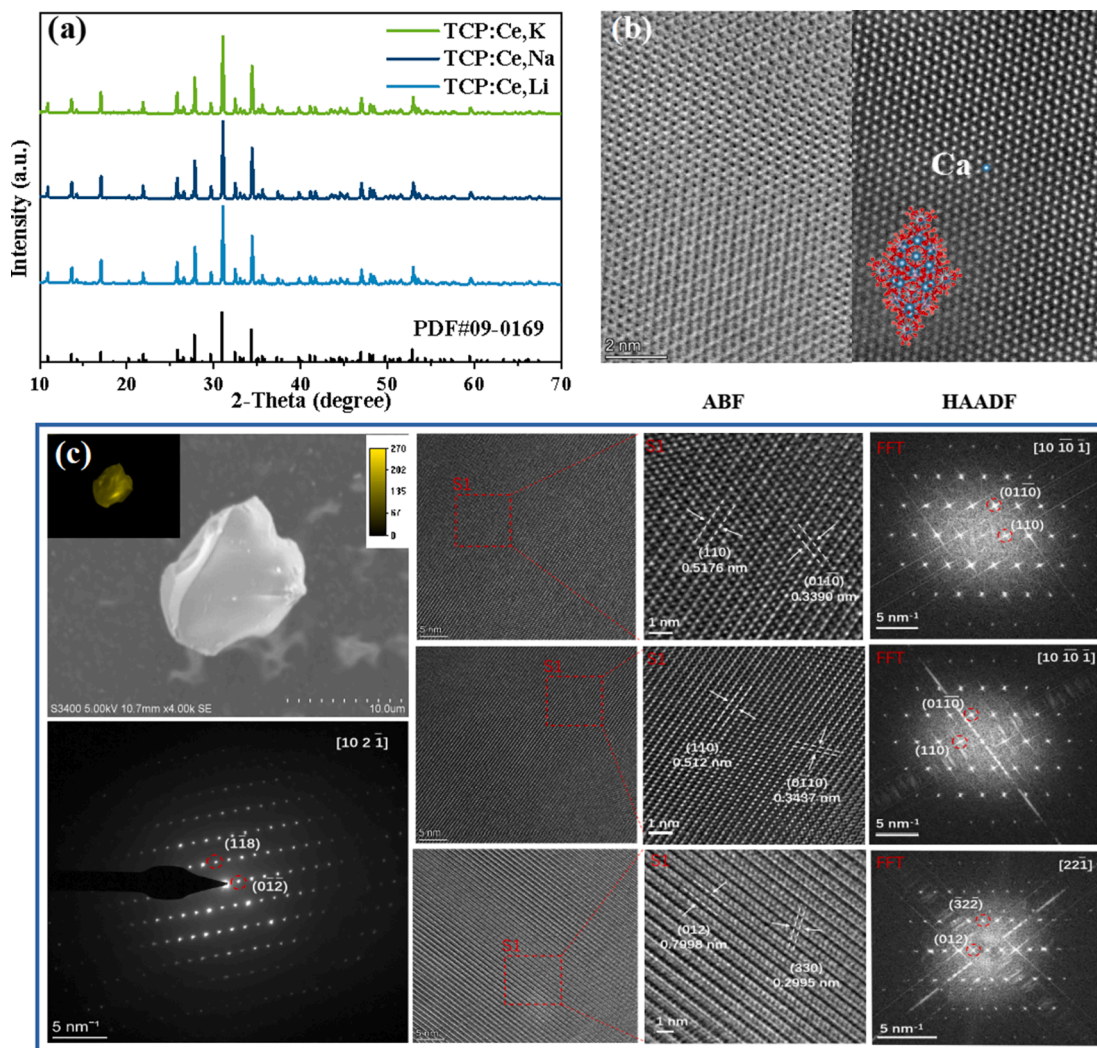 (a)
TCP:Ce,K
TCP:Ce,Na
TCP:Ce,Li
Intensity (a.u.)
PDF#09-0169
10 20 30 40 50 60 70
2-Theta (degree)
(b)
Ca
2 nm
ABF
HAADF
(c)
270
202
135
67
0
S3400 5.00kV 10.7mm x4.00k SE
10.0um
[10 2 1̅]
(1̅1̅8)
(01̅2̅)
5 nm⁻¹
S1
5 nm
S1
(110)
0.5176 nm
(011̅0̅)
0.3390 nm
1 nm
FFT
[10 1̅0̅ 1̅]
(011̅0̅)
(110)
5 nm⁻¹
S1
5 nm
S1
(110)
0.512 nm
(011̅0̅)
0.3437 nm
1 nm
FFT
[10 1̅0̅ 1̅]
(011̅0̅)
(110)
5 nm⁻¹
S1
5 nm
S1
(012)
0.7998 nm
(330)
0.2995 nm
1 nm
FFT
[221̅]
(322̅)
(012)
5 nm⁻¹